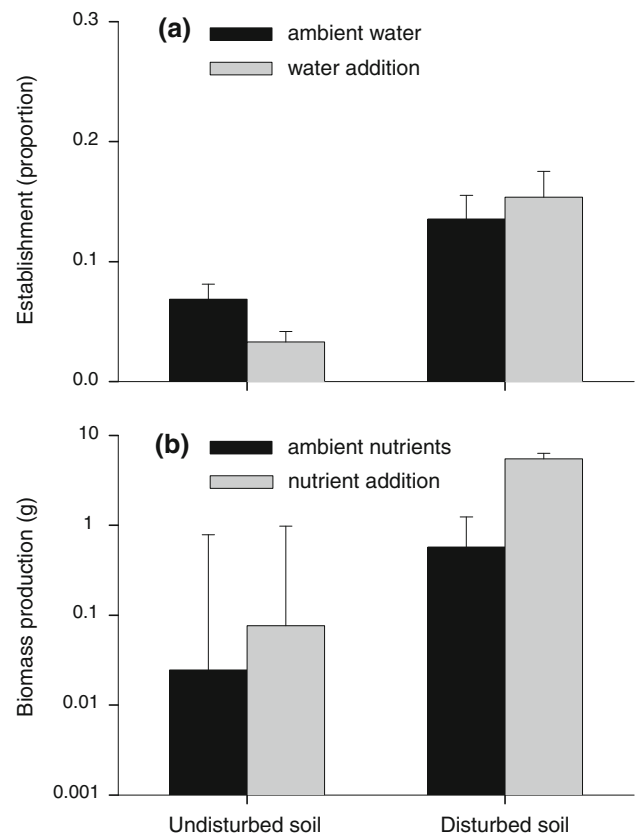 (a)
ambient water
water addition
Establishment (proportion)
0.3
0.2
0.1
0.0
(b)
ambient nutrients
nutrient addition
Biomass production (g)
10
1
0.1
0.01
0.001
Undisturbed soil
Disturbed soil